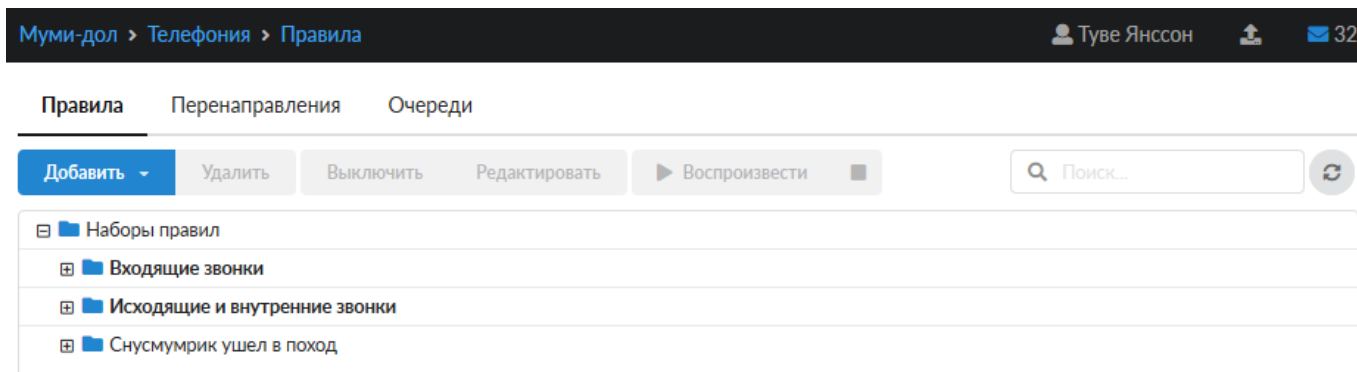 Муми-дол > Телефония > Правила Туве Янссон 32
Правила Перенаправления Очереди
Добавить Удалить Выключить Редактировать Воспроизвести Поиск...
Наборы правил
Входящие звонки
Исходящие и внутренние звонки
Снусмумрик ушел в поход